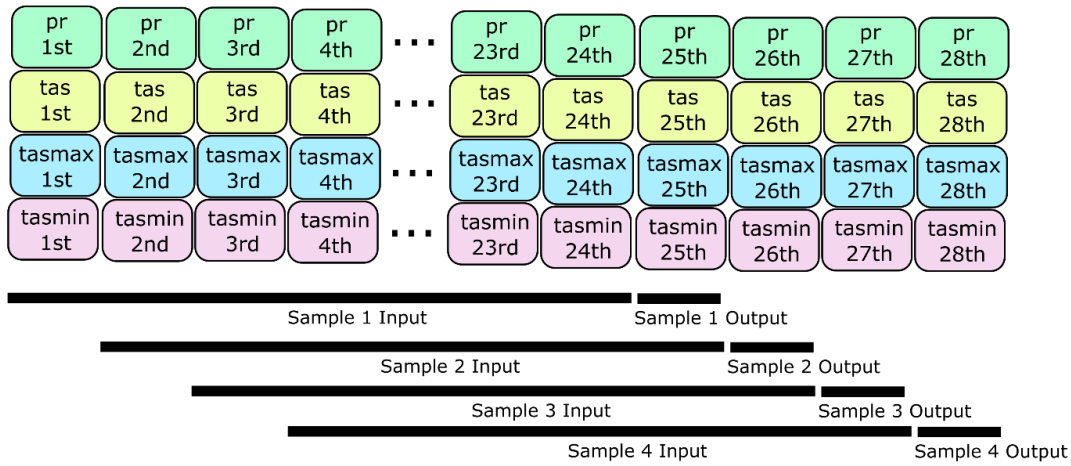 pr pr pr pr ... pr pr pr pr pr pr
1st 2nd 3rd 4th 23rd 24th 25th 26th 27th 28th
tas tas tas tas ... tas tas tas tas tas tas
1st 2nd 3rd 4th 23rd 24th 25th 26th 27th 28th
tasmax tasmax tasmax tasmax ... tasmax tasmax tasmax tasmax tasmax tasmax
1st 2nd 3rd 4th 23rd 24th 25th 26th 27th 28th
tasmin tasmin tasmin tasmin ... tasmin tasmin tasmin tasmin tasmin tasmin
1st 2nd 3rd 4th 23rd 24th 25th 26th 27th 28th
Sample 1 Input Sample 1 Output
Sample 2 Input Sample 2 Output
Sample 3 Input Sample 3 Output
Sample 4 Input Sample 4 Output